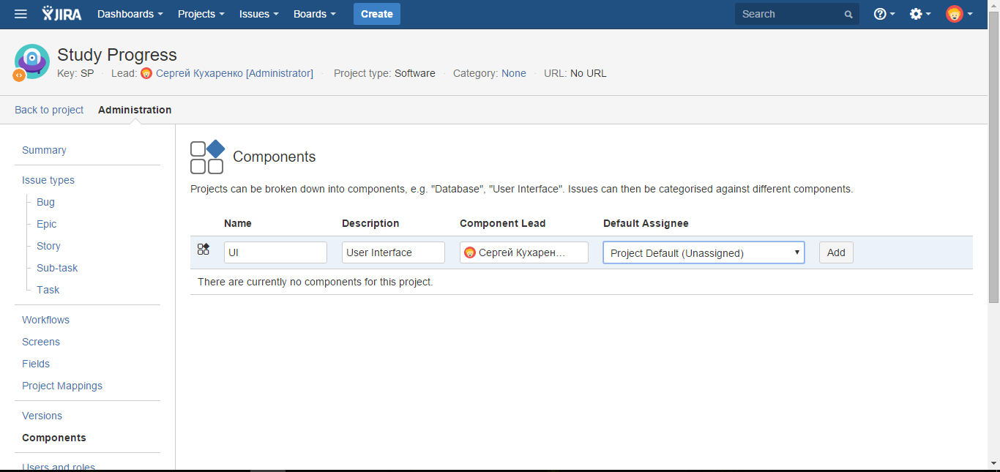 JIRA Dashboards Projects Issues Boards Create Search
Study Progress
Key: SP Lead: Сергей Кухаренко [Administrator] Project type: Software Category: None URL: No URL
Back to project Administration
Summary
Issue types
Bug
Epic
Story
Sub-task
Task
Workflows
Screens
Fields
Project Mappings
Versions
Components
Users and roles
Components
Projects can be broken down into components, e.g. "Database", "User Interface". Issues can then be categorised against different components.
Name Description Component Lead Default Assignee
UI User Interface Сергей Кухарен... Project Default (Unassigned) Add
There are currently no components for this project.